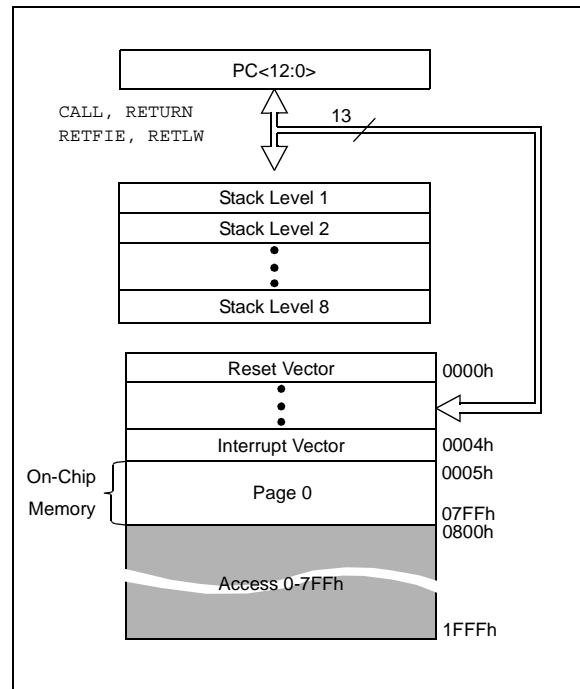 PC<12:0>
CALL, RETURN
RETFIE, RETLW
13
Stack Level 1
Stack Level 2
Stack Level 8
Reset Vector
0000h
Interrupt Vector
0004h
On-Chip
Memory
Page 0
0005h
07FFh
0800h
Access 0-7FFh
1FFFh